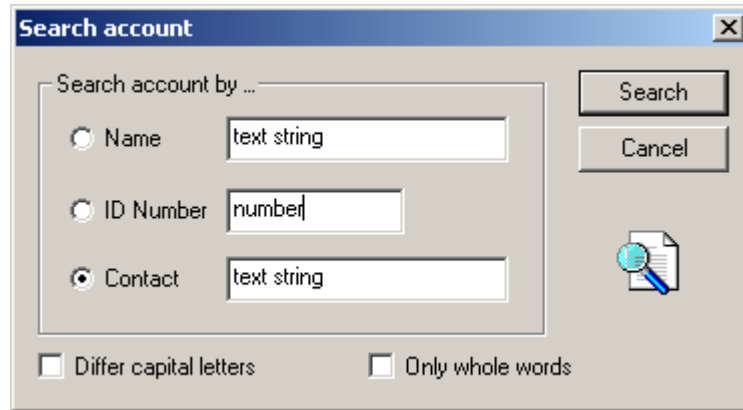 Search account
Search account by ...
Search
Name
text string
Cancel
ID Number
number
Contact
text string
Differ capital letters
Only whole words